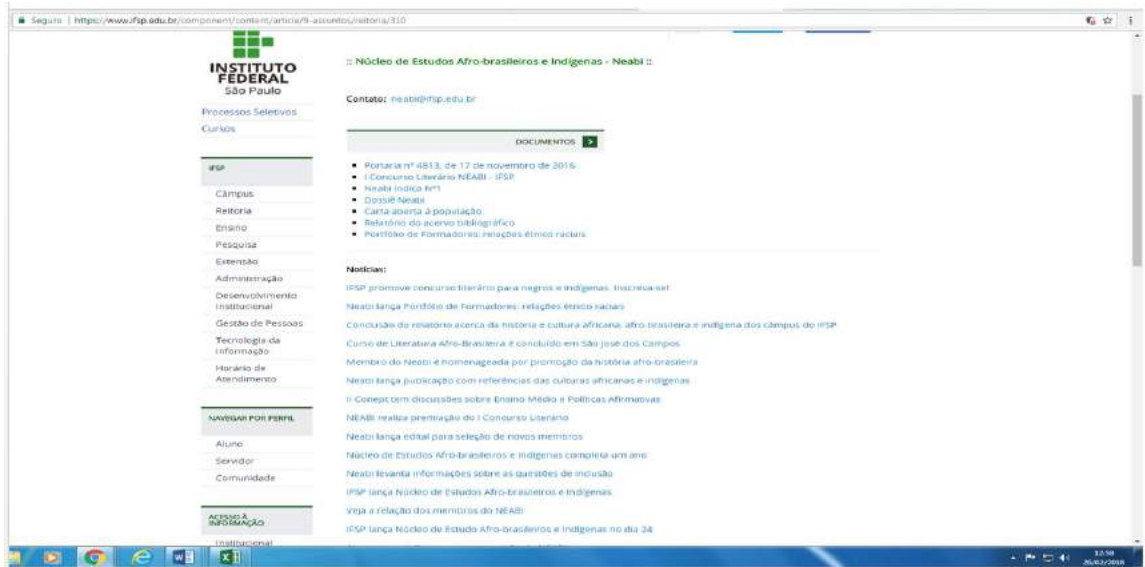 Seguro | https://www.ifsp.edu.br/component/content/article/9-assuntos/reitoria/310
INSTITUTO
FEDERAL
São Paulo
Processos Seletivos
Cursos
IFSP
Câmpus
Reitoria
Ensino
Pesquisa
Extensão
Administração
Desenvolvimento
Institucional
Gestão de Pessoas
Tecnologia da
Informação
Horário de
Atendimento
NAVEGAR POR PERFIL
Aluno
Servidor
Comunidade
ACESSO À
INFORMAÇÃO
Institucional
:: Núcleo de Estudos Afro-brasileiros e Indígenas - Neabi ::
Contato: neabi@ifsp.edu.br
DOCUMENTOS
Portaria nº 4813, de 17 de novembro de 2016
I Concurso Literário NEABI - IFSP
Neabi Indica Nº1
Dossiê Neabi
Carta aberta à população
Relatório do acervo bibliográfico
Portfólio de Formadores: relações étnico raciais
Notícias:
IFSP promove concurso literário para negros e indígenas. Inscreva-se!
Neabi lança Portfólio de Formadores: relações étnico raciais
Conclusão do relatório acerca da história e cultura africana, afro-brasileira e indígena dos câmpus do IFSP
Curso de Literatura Afro-Brasileira é concluído em São José dos Campos
Membro do Neabi é homenageada por promoção da história afro-brasileira
Neabi lança publicação com referências das culturas africanas e indígenas
II Conept tem discussões sobre Ensino Médio e Políticas Afirmativas
NEABI realiza premiação do I Concurso Literário
Neabi lança edital para seleção de novos membros
Núcleo de Estudos Afro-brasileiros e Indígenas completa um ano
Neabi levanta informações sobre as questões de inclusão
IFSP lança Núcleo de Estudos Afro-brasileiros e Indígenas
Veja a relação dos membros do NEABI
IFSP lança Núcleo de Estudo Afro-brasileiros e Indígenas no dia 24
12:58
26/02/2018